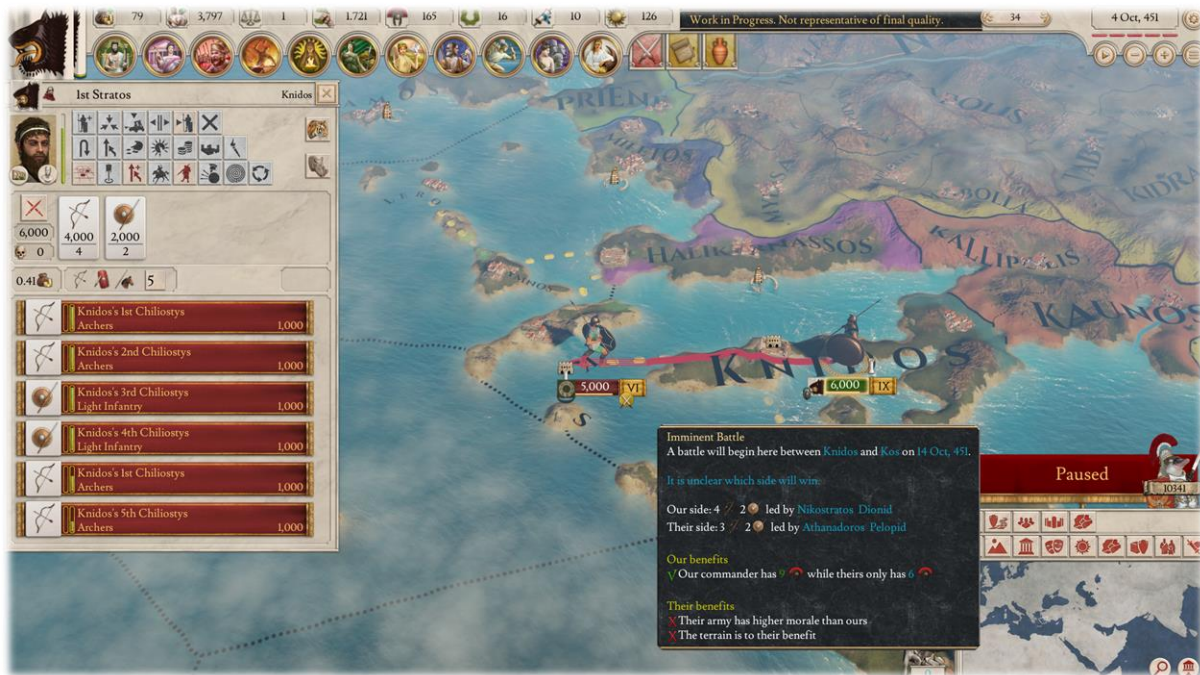 79
3,797
1
1.721
165
16
10
126
Work in Progress. Not representative of final quality.
34
4 Oct, 451
1st Stratos
Knidos
6,000
4,000
2,000
0
4
2
0.41
5
Knidos's 1st Chiliostys
Archers
1,000
Knidos's 2nd Chiliostys
Archers
1,000
Knidos's 3rd Chiliostys
Light Infantry
1,000
Knidos's 4th Chiliostys
Light Infantry
1,000
Knidos's 1st Chiliostys
Archers
1,000
Knidos's 5th Chiliostys
Archers
1,000
PRIENE
MILETOS
BOLLA
KIDRA
HALIKARNASSOS
KALLIPOLIS
KAUNOS
KNIDOS
5,000
VI
6,000
IX
Imminent Battle
A battle will begin here between Knidos and Kos on 14 Oct, 451.
It is unclear which side will win.
Our side: 4 2 led by Nikostratos Dionid
Their side: 3 2 led by Athanadoros Pelopid
Our benefits
Our commander has 9 while theirs only has 6
Their benefits
Their army has higher morale than ours
The terrain is to their benefit
Paused
10341